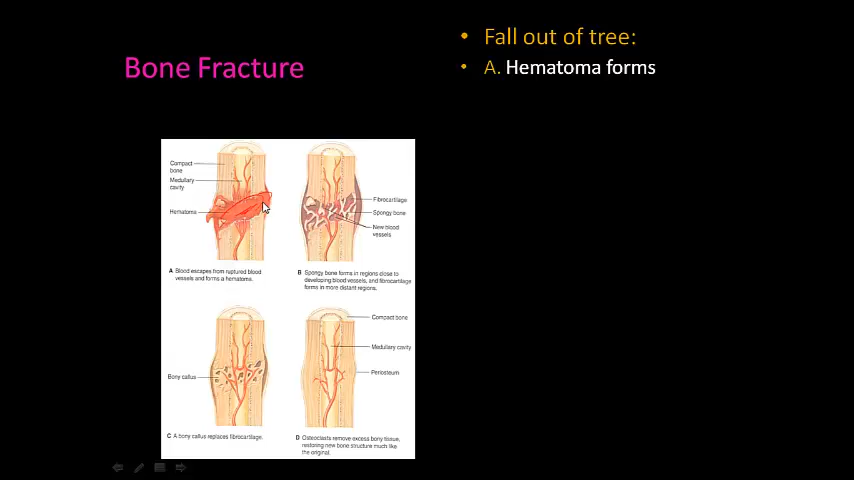 Bone Fracture
• Fall out of tree:
• A. Hematoma forms
Compact
bone
Medullary
cavity
Hematoma
A Blood escapes from ruptured blood
vessels and forms a hematoma.
Fibrocartilage
Spongy bone
New blood
vessels
B Spongy bone forms in regions close to
developing blood vessels, and fibrocartilage
forms in more distant regions.
Bony callus
C A bony callus replaces fibrocartilage.
Compact bone
Medullary cavity
Periosteum
D Osteoclasts remove excess bony tissue,
restoring new bone structure much like
the original.